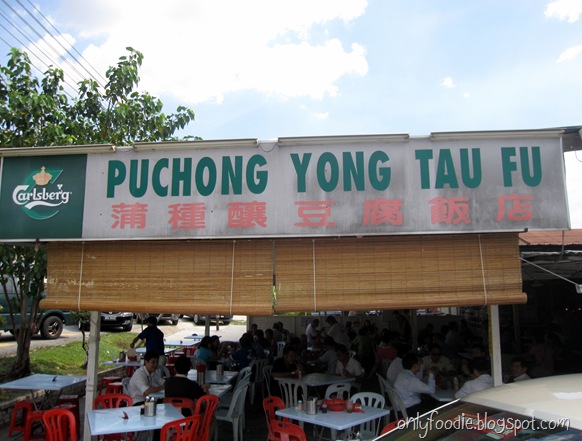 Carlsberg
PUCHONG YONG TAU FU
蒲種釀豆腐飯店
onlyfoodie.blogspot.com